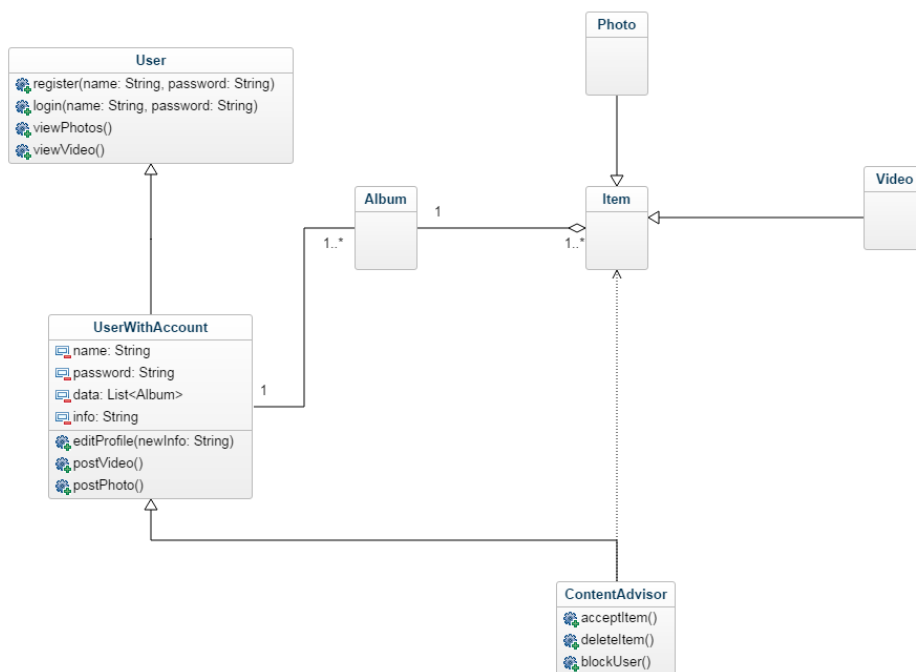 Photo
User
register(name: String, password: String)
login(name: String, password: String)
viewPhotos()
viewVideo()
Video
Album
1
1..*
Item
1..*
UserWithAccount
name: String
password: String
data: List<Album>
info: String
1
editProfile(newInfo: String)
postVideo()
postPhoto()
ContentAdvisor
acceptItem()
deleteItem()
blockUser()